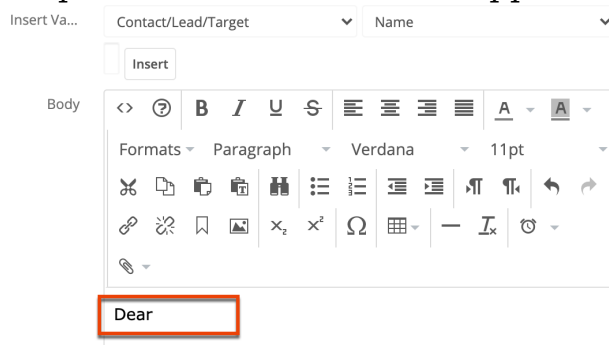 Insert Va... Contact/Lead/Target Name
Insert
Body
Formats Paragraph Verdana 11pt
Dear